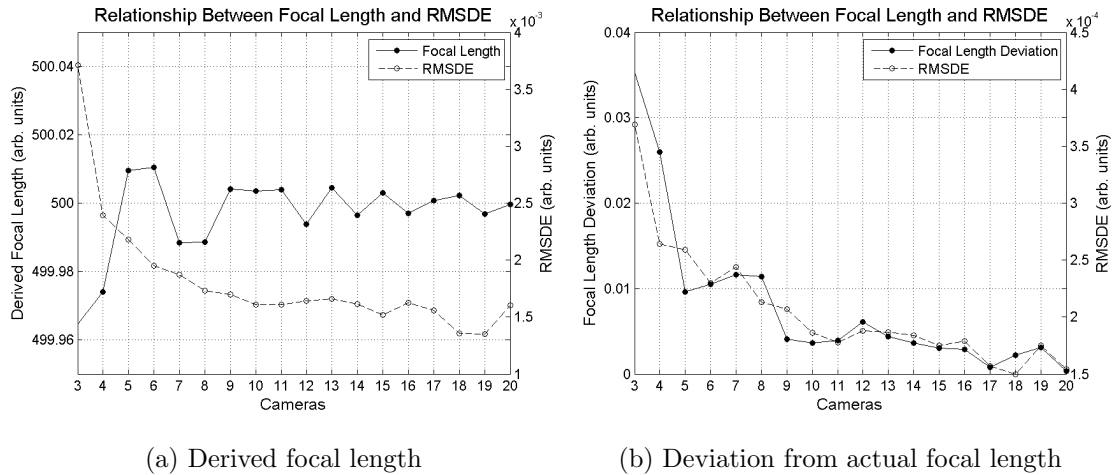 Relationship Between Focal Length and RMSDE
x 10⁻³
500.04
500.02
500
499.98
499.96
Derived Focal Length (arb. units)
4
3.5
3
2.5
2
1.5
1
RMSDE (arb. units)
Focal Length
RMSDE
3 4 5 6 7 8 9 10 11 12 13 14 15 16 17 18 19 20
Cameras
(a) Derived focal length
Relationship Between Focal Length and RMSDE
x 10⁻⁴
0.04
0.03
0.02
0.01
0
Focal Length Deviation (arb. units)
4.5
4
3.5
3
2.5
2
1.5
RMSDE (arb. units)
Focal Length Deviation
RMSDE
3 4 5 6 7 8 9 10 11 12 13 14 15 16 17 18 19 20
Cameras
(b) Deviation from actual focal length